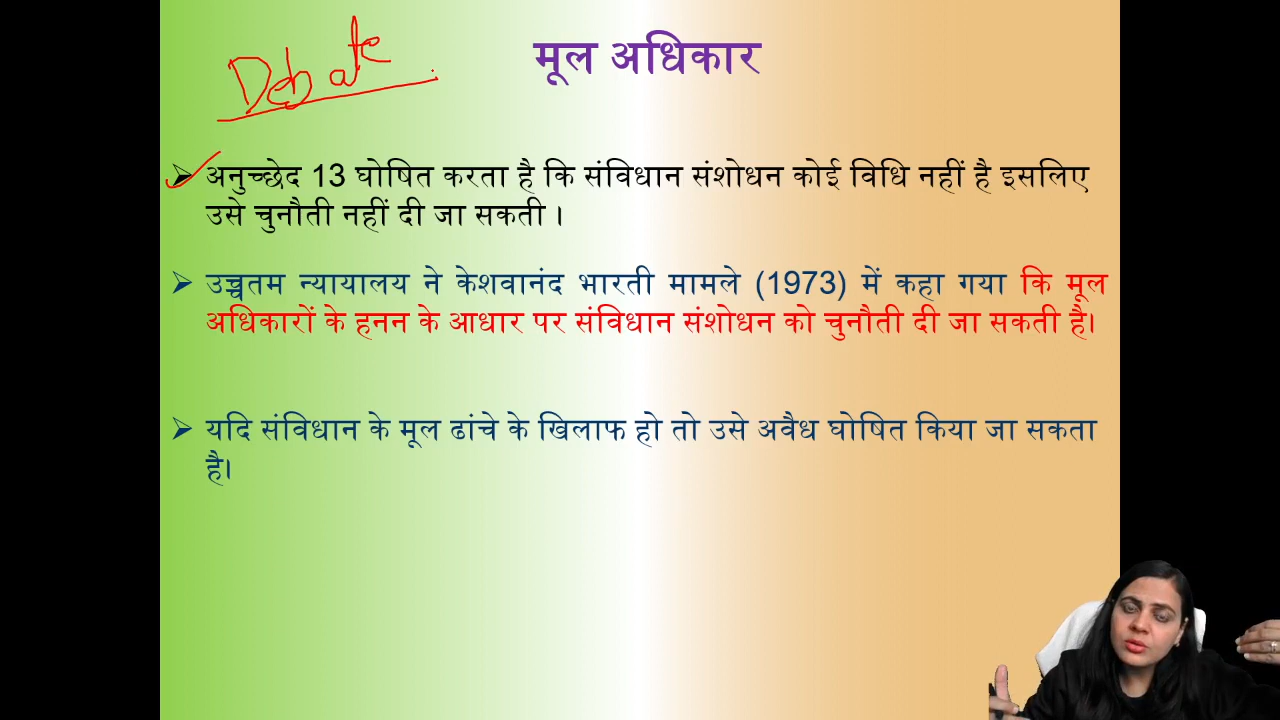 Debate
मूल अधिकार
➢ अनुच्छेद 13 घोषित करता है कि संविधान संशोधन कोई विधि नहीं है इसलिए
उसे चुनौती नहीं दी जा सकती ।
➢ उच्चतम न्यायालय ने केशवानंद भारती मामले (1973) में कहा गया कि मूल
अधिकारों के हनन के आधार पर संविधान संशोधन को चुनौती दी जा सकती है।
➢ यदि संविधान के मूल ढांचे के खिलाफ हो तो उसे अवैध घोषित किया जा सकता
है।